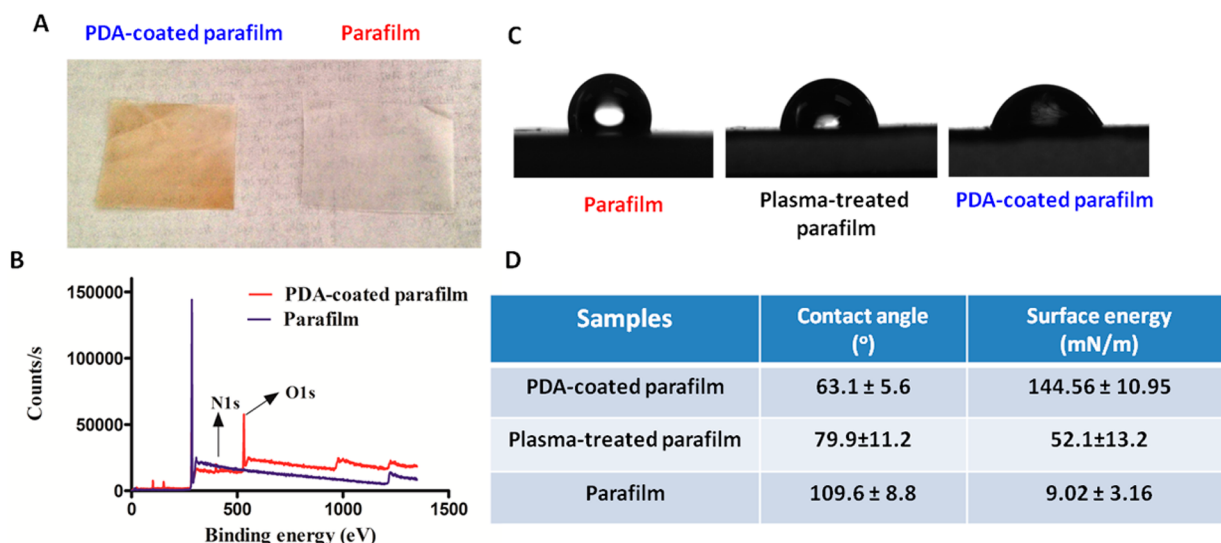 A
PDA-coated parafilm
Parafilm
B
150000
100000
50000
0
Counts/s
PDA-coated parafilm
Parafilm
N1s
O1s
0
500
1000
1500
Binding energy (eV)
C
Parafilm
Plasma-treated
parafilm
PDA-coated parafilm
D
Samples
Contact angle
(°)
Surface energy
(mN/m)
PDA-coated parafilm
63.1 ± 5.6
144.56 ± 10.95
Plasma-treated parafilm
79.9±11.2
52.1±13.2
Parafilm
109.6 ± 8.8
9.02 ± 3.16